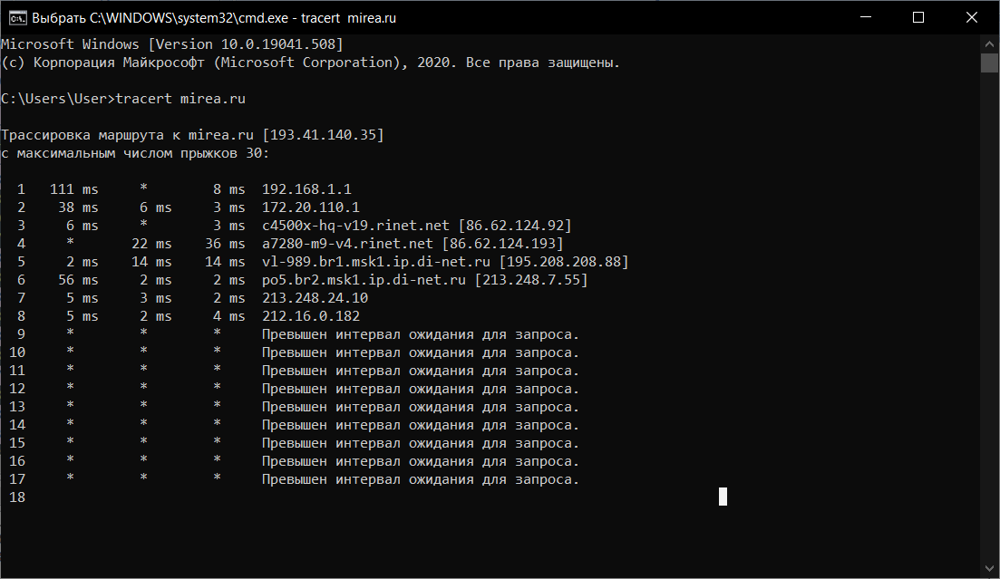 Выбрать C:\WINDOWS\system32\cmd.exe - tracert  mirea.ru
Microsoft Windows [Version 10.0.19041.508]
(c) Корпорация Майкрософт (Microsoft Corporation), 2020. Все права защищены.
C:\Users\User>tracert mirea.ru
Трассировка маршрута к mirea.ru [193.41.140.35]
с максимальным числом прыжков 30:
  1   111 ms     *        8 ms  192.168.1.1
  2    38 ms     6 ms     3 ms  172.20.110.1
  3     6 ms     *        3 ms  c4500x-hq-v19.rinet.net [86.62.124.92]
  4     *       22 ms    36 ms  a7280-m9-v4.rinet.net [86.62.124.193]
  5     2 ms    14 ms    14 ms  vl-989.br1.msk1.ip.di-net.ru [195.208.208.88]
  6    56 ms     2 ms     2 ms  po5.br2.msk1.ip.di-net.ru [213.248.7.55]
  7     5 ms     3 ms     2 ms  213.248.24.10
  8     5 ms     2 ms     4 ms  212.16.0.182
  9     *        *        *     Превышен интервал ожидания для запроса.
 10     *        *        *     Превышен интервал ожидания для запроса.
 11     *        *        *     Превышен интервал ожидания для запроса.
 12     *        *        *     Превышен интервал ожидания для запроса.
 13     *        *        *     Превышен интервал ожидания для запроса.
 14     *        *        *     Превышен интервал ожидания для запроса.
 15     *        *        *     Превышен интервал ожидания для запроса.
 16     *        *        *     Превышен интервал ожидания для запроса.
 17     *        *        *     Превышен интервал ожидания для запроса.
 18